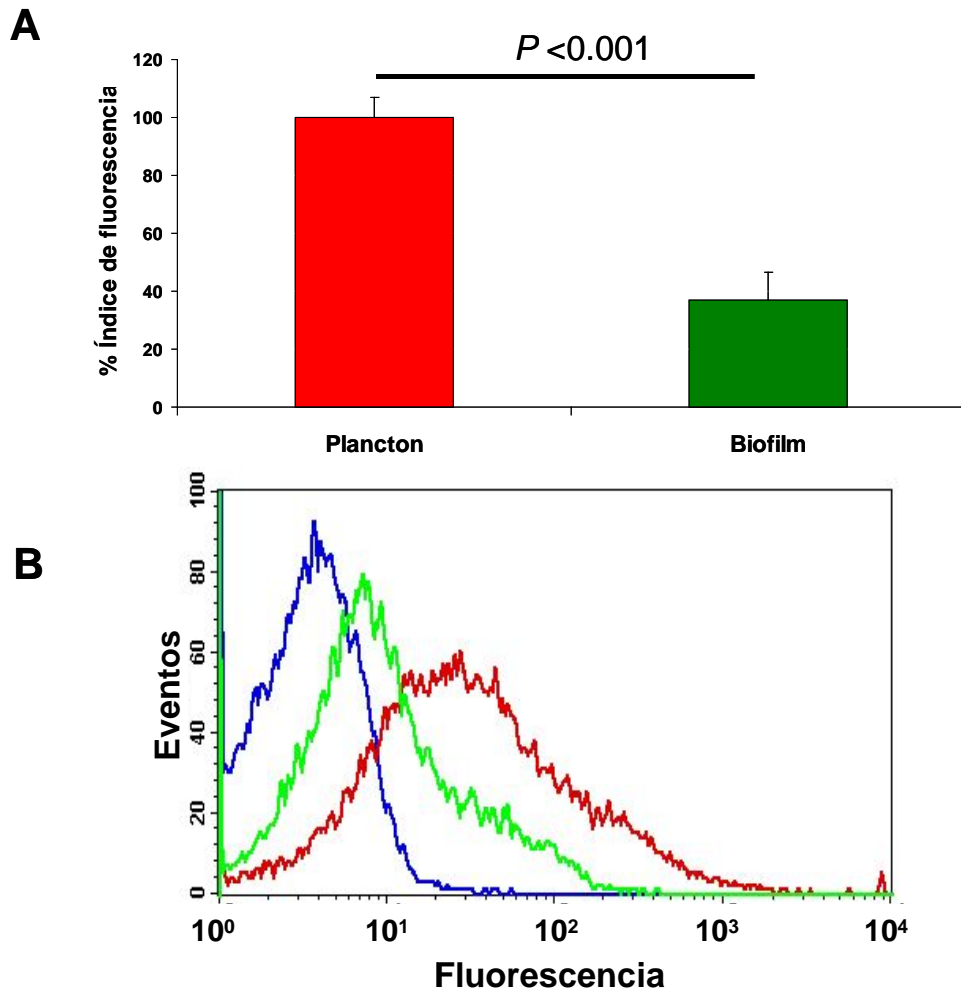 A
P <0.001
% Índice de fluorescencia
120
100
80
60
40
20
0
Plancton
Biofilm
B
Eventos
100
80
60
40
20
0
10⁰
10¹
10²
10³
10⁴
Fluorescencia